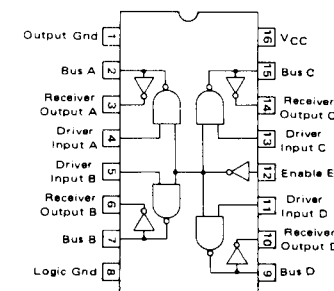 Output Gnd 1
Bus A 2
Receiver
Output A 3
Driver
Input A 4
Driver
Input B 5
Receiver
Output B 6
Bus B 7
Logic Gnd 8
16 VCC
15 Bus C
14 Receiver
Output C
13 Driver
Input C
12 Enable E
11 Driver
Input D
10 Receiver
Output D
9 Bus D